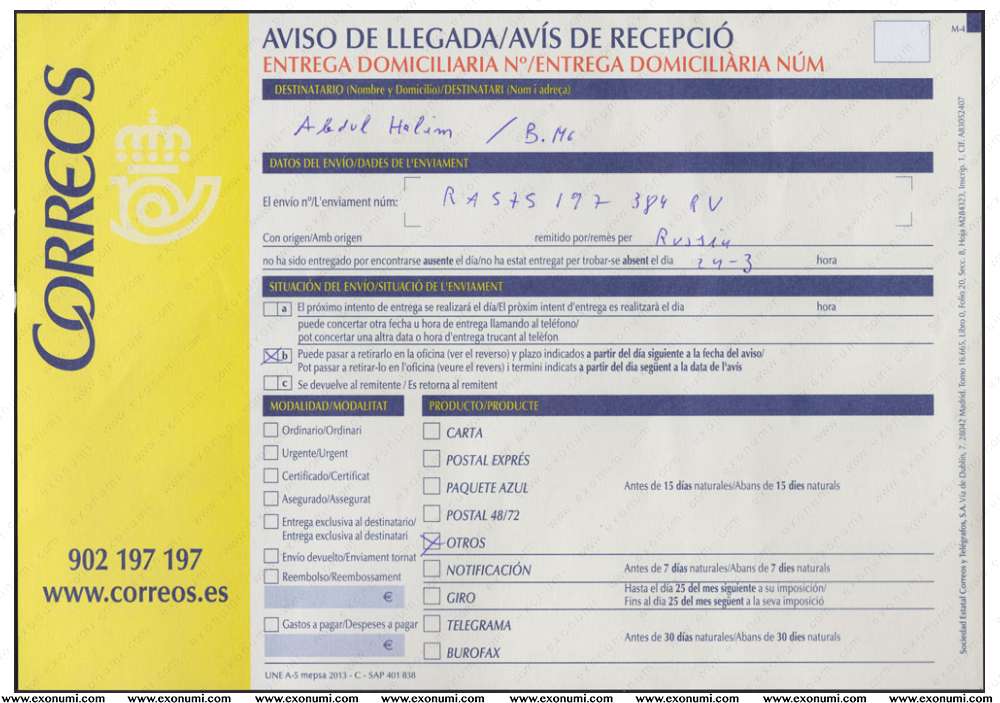 CORREOS
902 197 197
www.correos.es
AVISO DE LLEGADA/AVÍS DE RECEPCIÓ
M-4
ENTREGA DOMICILIARIA Nº/ENTREGA DOMICILIÀRIA NÚM
DESTINATARIO (Nombre y Domicilio)/DESTINATARI (Nom i adreça)
Abdul Halim /
DATOS DEL ENVÍO/DADES DE L'ENVIAMENT
El envío nº/L'enviament núm: RA 575 197 384
Con origen/Amb origen remitido por/remès per Russia
no ha sido entregado por encontrarse ausente el día/no ha estat entregat per trobar-se absent el dia 24-3 hora
SITUACIÓN DEL ENVÍO/SITUACIÓ DE L'ENVIAMENT
a El próximo intento de entrega se realizará el día/El pròxim intent d'entrega es realitzarà el dia hora
puede concertar otra fecha u hora de entrega llamando al teléfono/
pot concertar una altra data o hora d'entrega trucant al telèfon
b Puede pasar a retirarlo en la oficina (ver el reverso) y plazo indicados a partir del día siguiente a la fecha del aviso/
Pot passar a retirar-lo en l'oficina (veure el revers) i termini indicats a partir del dia següent a la data de l'avís
c Se devuelve al remitente / Es retorna al remitent
MODALIDAD/MODALITAT
Ordinario/Ordinari
Urgente/Urgent
Certificado/Certificat
Asegurado/Assegurat
Entrega exclusiva al destinatario/
Entrega exclusiva al destinatari
Envío devuelto/Enviament tornat
Reembolso/Reembossament
€
Gastos a pagar/Despeses a pagar
€
PRODUCTO/PRODUCTE
CARTA
POSTAL EXPRÉS
PAQUETE AZUL Antes de 15 días naturales/Abans de 15 dies naturals
POSTAL 48/72
OTROS
NOTIFICACIÓN Antes de 7 días naturales/Abans de 7 dies naturals
GIRO Hasta el día 25 del mes siguiente a su imposición/
Fins al dia 25 del mes següent a la seva imposició
TELEGRAMA
Antes de 30 días naturales/Abans de 30 dies naturals
BUROFAX
UNE A-5 mepsa 2013 - C - SAP 401 838
Sociedad Estatal Correos y Telégrafos, S.A. Vía de Dublín, 7. 28042 Madrid. Tomo 16.665, Libro 0, Folio 20, Secc. 8, Hoja M284323, Inscrip. 1. CIF. A83052407
www.exonumi.com www.exonumi.com www.exonumi.com www.exonumi.com www.exonumi.com www.exonumi.com www.exonumi.com www.exonumi.com